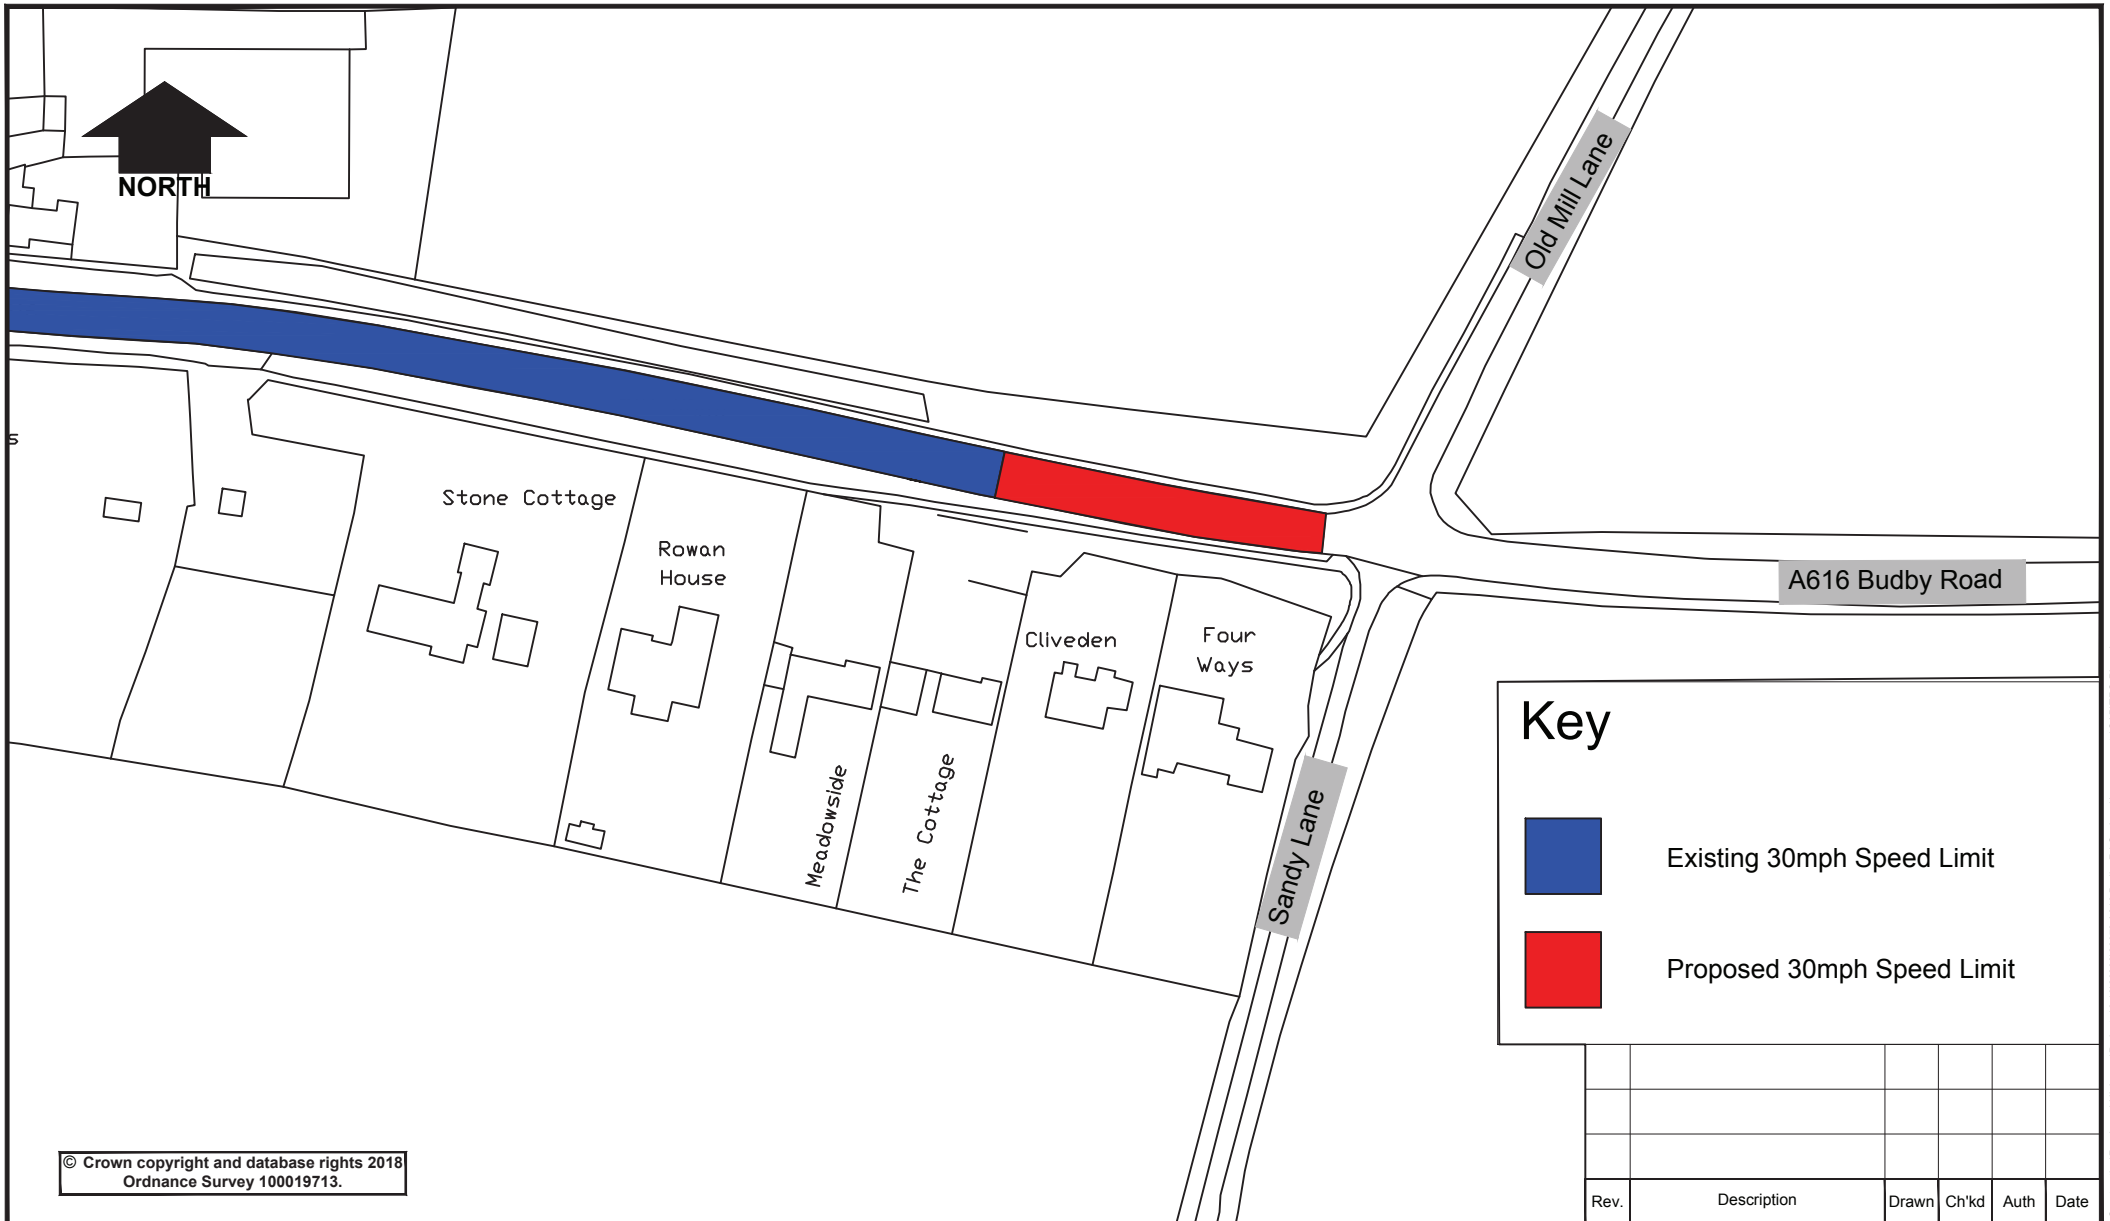 NORTH
Old Mill Lane
s
Stone Cottage
Rowan
House
A616 Budby Road
Cliveden
Four
Ways
Meadowside
The Cottage
Sandy Lane
Key
Existing 30mph Speed Limit
Proposed 30mph Speed Limit
© Crown copyright and database rights 2018
Ordnance Survey 100019713.
Rev. Description Drawn Ch'kd Auth Date